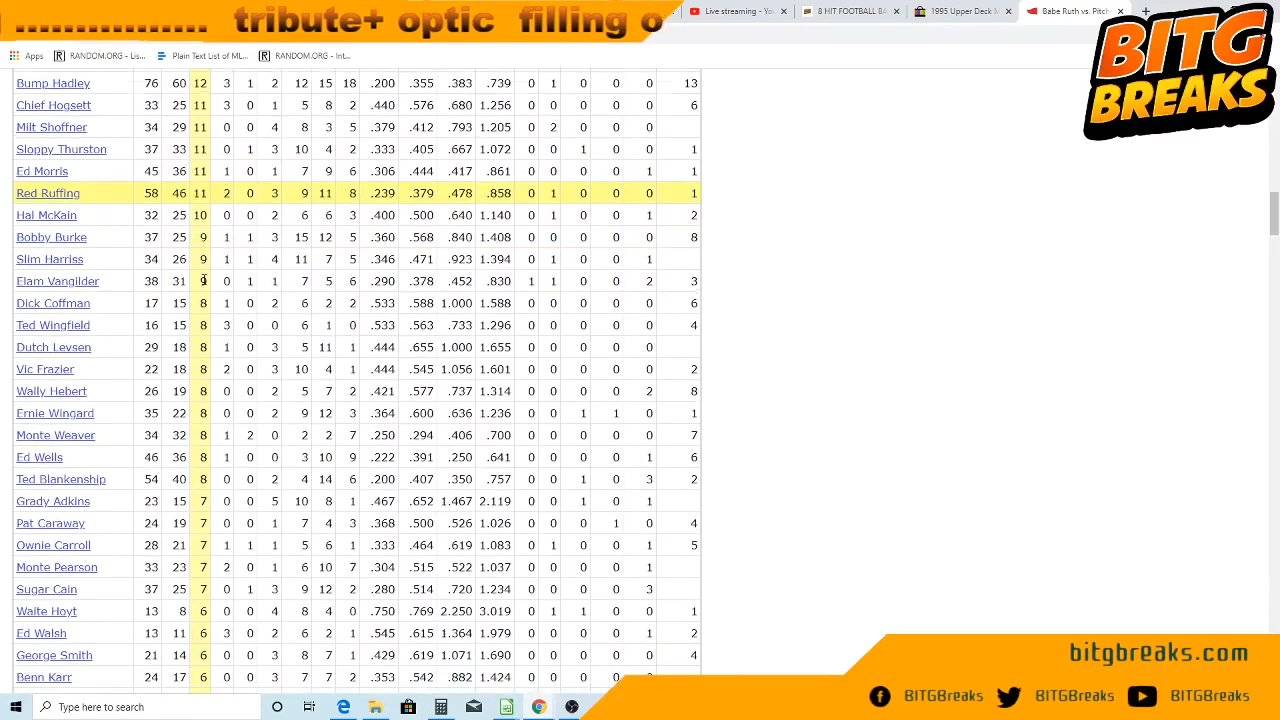 ................ tribute+ optic filling o
Live streaming - Yo
8 HIT FOOTBALL BA
1995 Upper Deck M
Babe Ruth vs. Pitch
BITG
BREAKS
Apps RANDOM.ORG - Lis... Plain Text List of ML... RANDOM.ORG - Int...
Bump Hadley 76 60 12 3 1 2 12 15 18 .200 .355 .383 .739 0 1 0 0 0 13
Chief Hogsett 33 25 11 3 0 1 5 8 2 .440 .576 .680 1.256 0 0 0 0 0 6
Milt Shoffner 34 29 11 0 0 4 8 3 5 .379 .412 .793 1.205 0 2 0 0 0
Sloppy Thurston 37 33 11 0 1 3 10 4 2 .333 .405 .667 1.072 0 0 1 0 0 1
Ed Morris 45 36 11 1 0 1 7 9 6 .306 .444 .417 .861 0 1 0 0 1 1
Red Ruffing 58 46 11 2 0 3 9 11 8 .239 .379 .478 .858 0 1 0 0 0 1
Hal McKain 32 25 10 0 0 2 6 6 3 .400 .500 .640 1.140 0 1 0 0 1 2
Bobby Burke 37 25 9 1 1 3 15 12 5 .360 .568 .840 1.408 0 0 0 0 0 8
Slim Harriss 34 26 9 1 1 4 11 7 5 .346 .471 .923 1.394 0 1 0 0 1
Elam Vangilder 38 31 9 0 1 1 7 5 6 .290 .378 .452 .830 1 1 0 0 2 3
Dick Coffman 17 15 8 1 0 2 6 2 2 .533 .588 1.000 1.588 0 0 0 0 0 6
Ted Wingfield 16 15 8 3 0 0 6 1 0 .533 .563 .733 1.296 0 0 0 0 0 4
Dutch Levsen 29 18 8 1 0 3 5 11 1 .444 .655 1.000 1.655 0 0 0 0 0
Vic Frazier 22 18 8 2 0 3 10 4 1 .444 .545 1.056 1.601 0 0 0 0 0 2
Wally Hebert 26 19 8 0 0 2 5 7 2 .421 .577 .737 1.314 0 0 0 0 2 8
Ernie Wingard 35 22 8 0 0 2 9 12 3 .364 .600 .636 1.236 0 0 1 1 0 1
Monte Weaver 34 32 8 1 2 0 2 2 7 .250 .294 .406 .700 0 0 0 0 0 7
Ed Wells 46 36 8 1 0 0 3 10 9 .222 .391 .250 .641 0 0 0 0 1 6
Ted Blankenship 54 40 8 0 0 2 4 14 6 .200 .407 .350 .757 0 0 1 0 3 2
Grady Adkins 23 15 7 0 0 5 10 8 1 .467 .652 1.467 2.119 0 0 1 0 1
Pat Caraway 24 19 7 0 0 1 7 4 3 .368 .500 .526 1.026 0 0 0 1 0 4
Ownie Carroll 28 21 7 1 1 1 5 6 1 .333 .464 .619 1.083 0 1 0 0 1 5
Monte Pearson 33 23 7 2 0 1 6 10 7 .304 .515 .522 1.037 0 0 0 0 1
Sugar Cain 37 25 7 0 1 3 9 12 2 .280 .514 .720 1.234 0 0 0 0 3
Waite Hoyt 13 8 6 0 0 4 8 4 0 .750 .769 2.250 3.019 0 1 1 0 0 1
Ed Walsh 13 11 6 3 0 2 6 2 1 .545 .615 1.364 1.979 0 0 0 0 1 2
George Smith 21 14 6 0 0 3 8 7 1 .429 .619 1.071 1.690 0 0 0 0 0 4
Benn Karr 24 17 6 0 0 3 7 7 2 .353 .542 .882 1.424 0 0 0 0
bitgbreaks.com
BITGBreaks BITGBreaks BITGBreaks
Type here to search